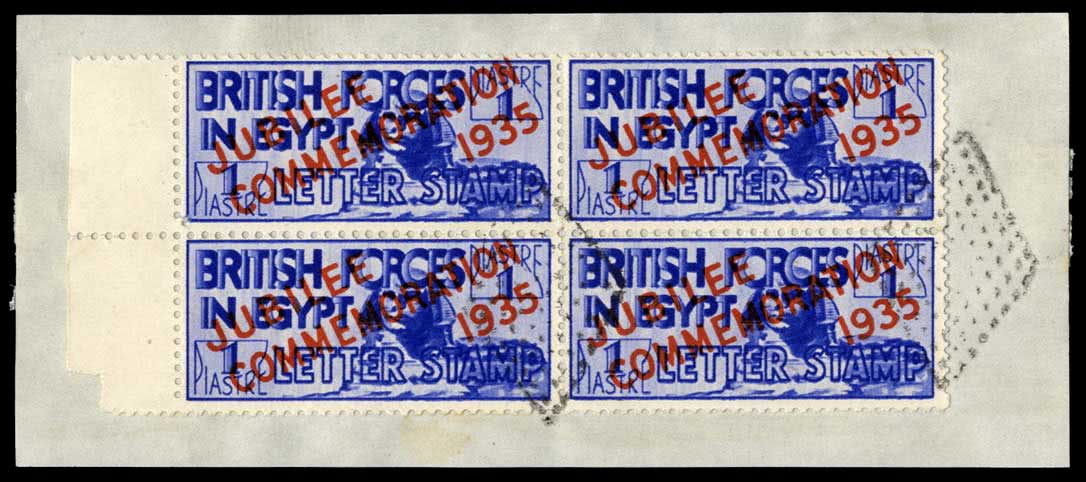 BRITISH FORCES PIASTRE
IN EGYPT 1
1 LETTER STAMP
PIASTRE
JUBILEE
COMMEMORATION
1935
BRITISH FORCES PIASTRE
IN EGYPT 1
1 LETTER STAMP
PIASTRE
JUBILEE
COMMEMORATION
1935
BRITISH FORCES PIASTRE
IN EGYPT 1
1 LETTER STAMP
PIASTRE
JUBILEE
COMMEMORATION
1935
BRITISH FORCES PIASTRE
IN EGYPT 1
1 LETTER STAMP
PIASTRE
JUBILEE
COMMEMORATION
1935